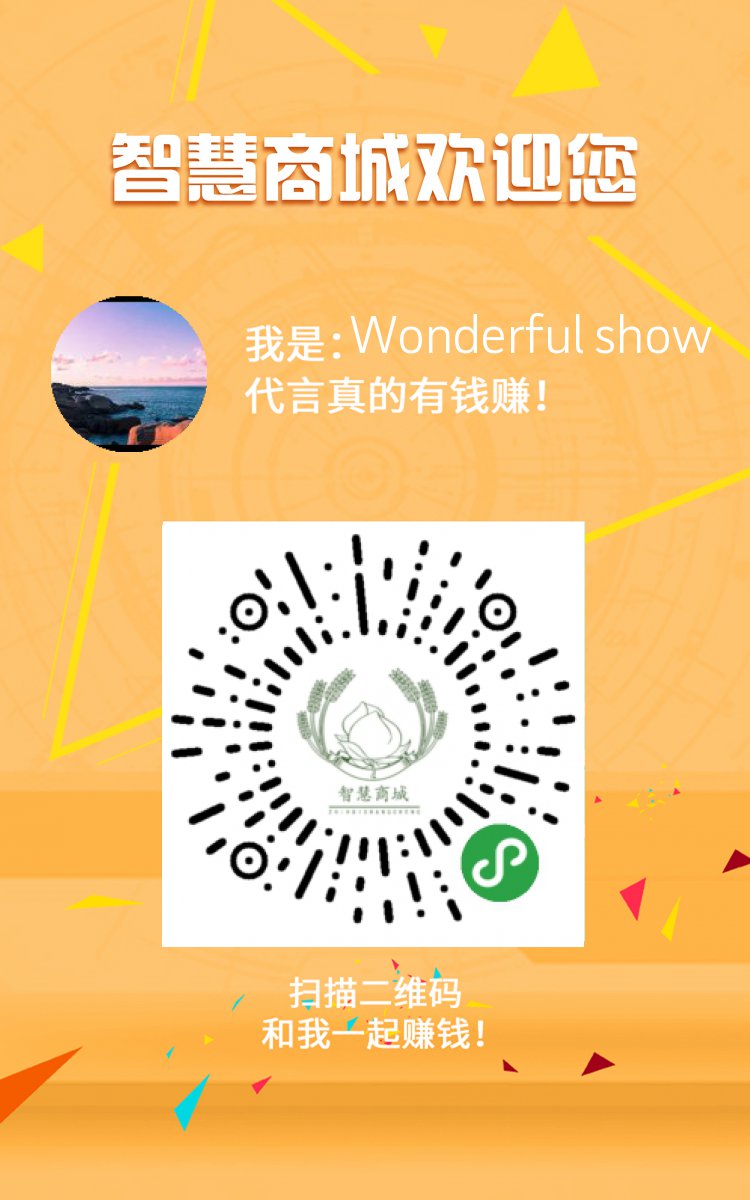 智慧商城欢迎您
我是：Wonderful show
代言真的有钱赚！
智慧商城
ZHIHUISHANGCHENG
扫描二维码
和我一起赚钱！